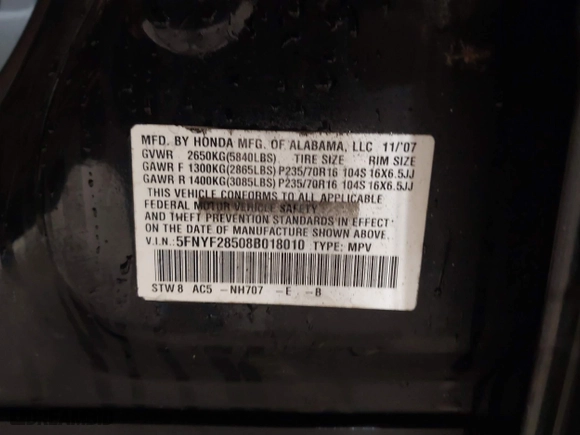 MFD. BY HONDA MFG. OF ALABAMA, LLC 11/'07
GVWR 2650KG(5840LBS) TIRE SIZE RIM SIZE
GAWR F 1300KG(2865LBS) P235/70R16 104S 16X6.5JJ
GAWR R 1400KG(3085LBS) P235/70R16 104S 16X6.5JJ
THIS VEHICLE CONFORMS TO ALL APPLICABLE
FEDERAL MOTOR VEHICLE SAFETY
AND THEFT PREVENTION STANDARDS IN EFFECT
ON THE DATE OF MANUFACTURE SHOWN ABOVE.
V.I.N.: 5FNYF28508B018010 TYPE: MPV
STW8 AC5 -NH707 -E -B